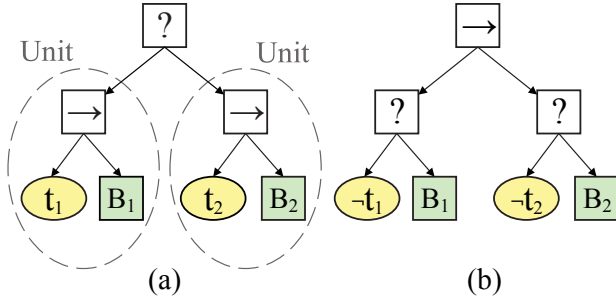 ?
→
Unit
Unit
→
→
?
?
t₁
B₁
t₂
B₂
¬t₁
B₁
¬t₂
B₂
(a)
(b)